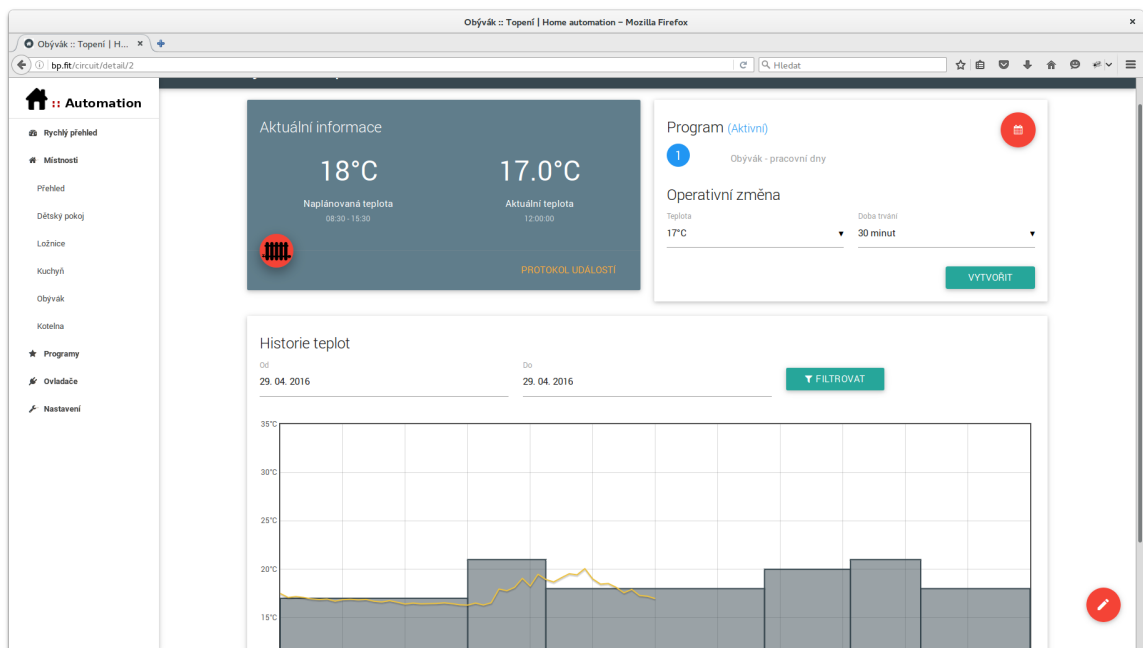 Obývák :: Topení | Home automation – Mozilla Firefox
Obývák :: Topení | H...
bp.fit/circuit/detail/2
Hledat
:: Automation
Rychlý přehled
Místnosti
Přehled
Dětský pokoj
Ložnice
Kuchyň
Obývák
Kotelna
Programy
Ovladače
Nastavení
Aktuální informace
18°C
17.0°C
Naplánovaná teplota
Aktuální teplota
08:30 - 15:30
12:00:00
PROTOKOL UDÁLOSTÍ
Program (Aktivní)
1
Obývák - pracovní dny
Operativní změna
Teplota
Doba trvání
17°C
30 minut
VYTVOŘIT
Historie teplot
Od
Do
29. 04. 2016
29. 04. 2016
FILTROVAT
35°C
30°C
25°C
20°C
15°C